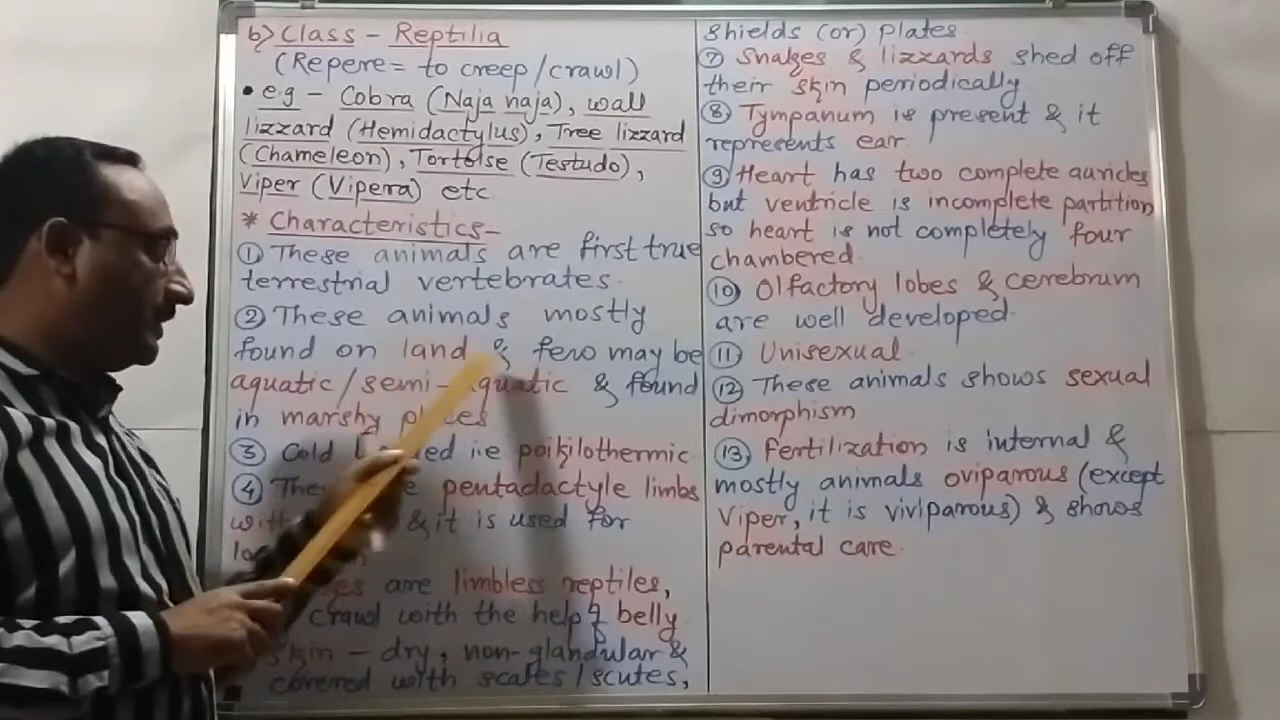 b) Class - Reptilia
(Repere = to creep/crawl)
• e.g - Cobra (Naja naja), wall
lizzard (Hemidactylus), Tree lizzard
(Chameleon), Tortoise (Testudo),
Viper (Vipera) etc
* Characteristics -
① These animals are first true
terrestrial vertebrates.
② These animals mostly
found on land & few may be
aquatic/semi-aquatic & found
in marshy places
③ Cold i.e poikilothermic
④ pentadactyle limbs
& it is used for
are limbless reptiles,
crawl with the help of belly
skin - dry, non-glandular &
covered with scales/scutes,
shields (or) plates.
⑦ Snakes & lizzards shed off
their skin periodically
⑧ Tympanum is present & it
represents ear.
⑨ Heart has two complete auricles
but ventricle is incomplete partition
so heart is not completely four
chambered.
⑩ Olfactory lobes & cerebrum
are well developed.
⑪ Unisexual.
⑫ These animals shows sexual
dimorphism
⑬ Fertilization is internal &
mostly animals oviparous (except
Viper, it is viviparous) & shows
parental care.